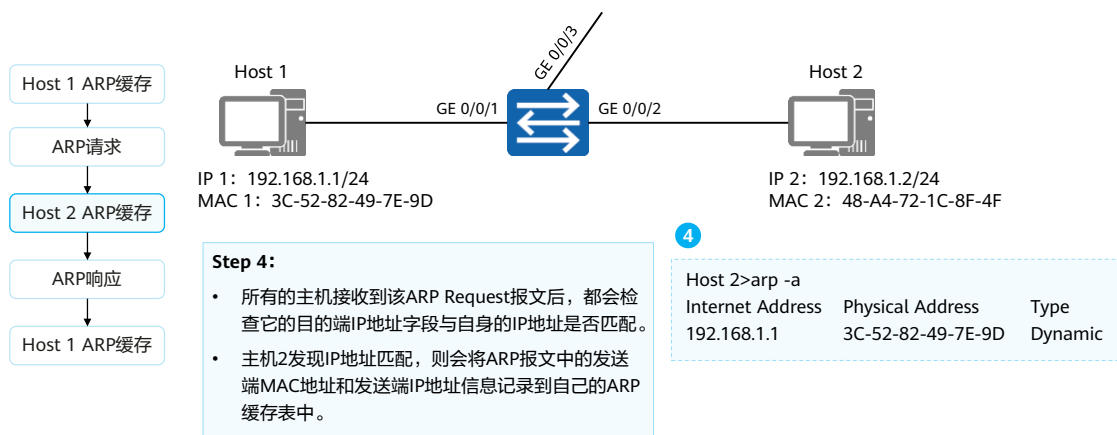 GE 0/0/3
Host 1
Host 2
GE 0/0/1
GE 0/0/2
IP 1：192.168.1.1/24
MAC 1：3C-52-82-49-7E-9D
IP 2：192.168.1.2/24
MAC 2：48-A4-72-1C-8F-4F
Host 1 ARP缓存
ARP请求
Host 2 ARP缓存
ARP响应
Host 1 ARP缓存
Step 4：
• 所有的主机接收到该ARP Request报文后，都会检
查它的目的端IP地址字段与自身的IP地址是否匹配。
• 主机2发现IP地址匹配，则会将ARP报文中的发送
端MAC地址和发送端IP地址信息记录到自己的ARP
缓存表中。
4
Host 2>arp -a
Internet Address Physical Address Type
192.168.1.1 3C-52-82-49-7E-9D Dynamic